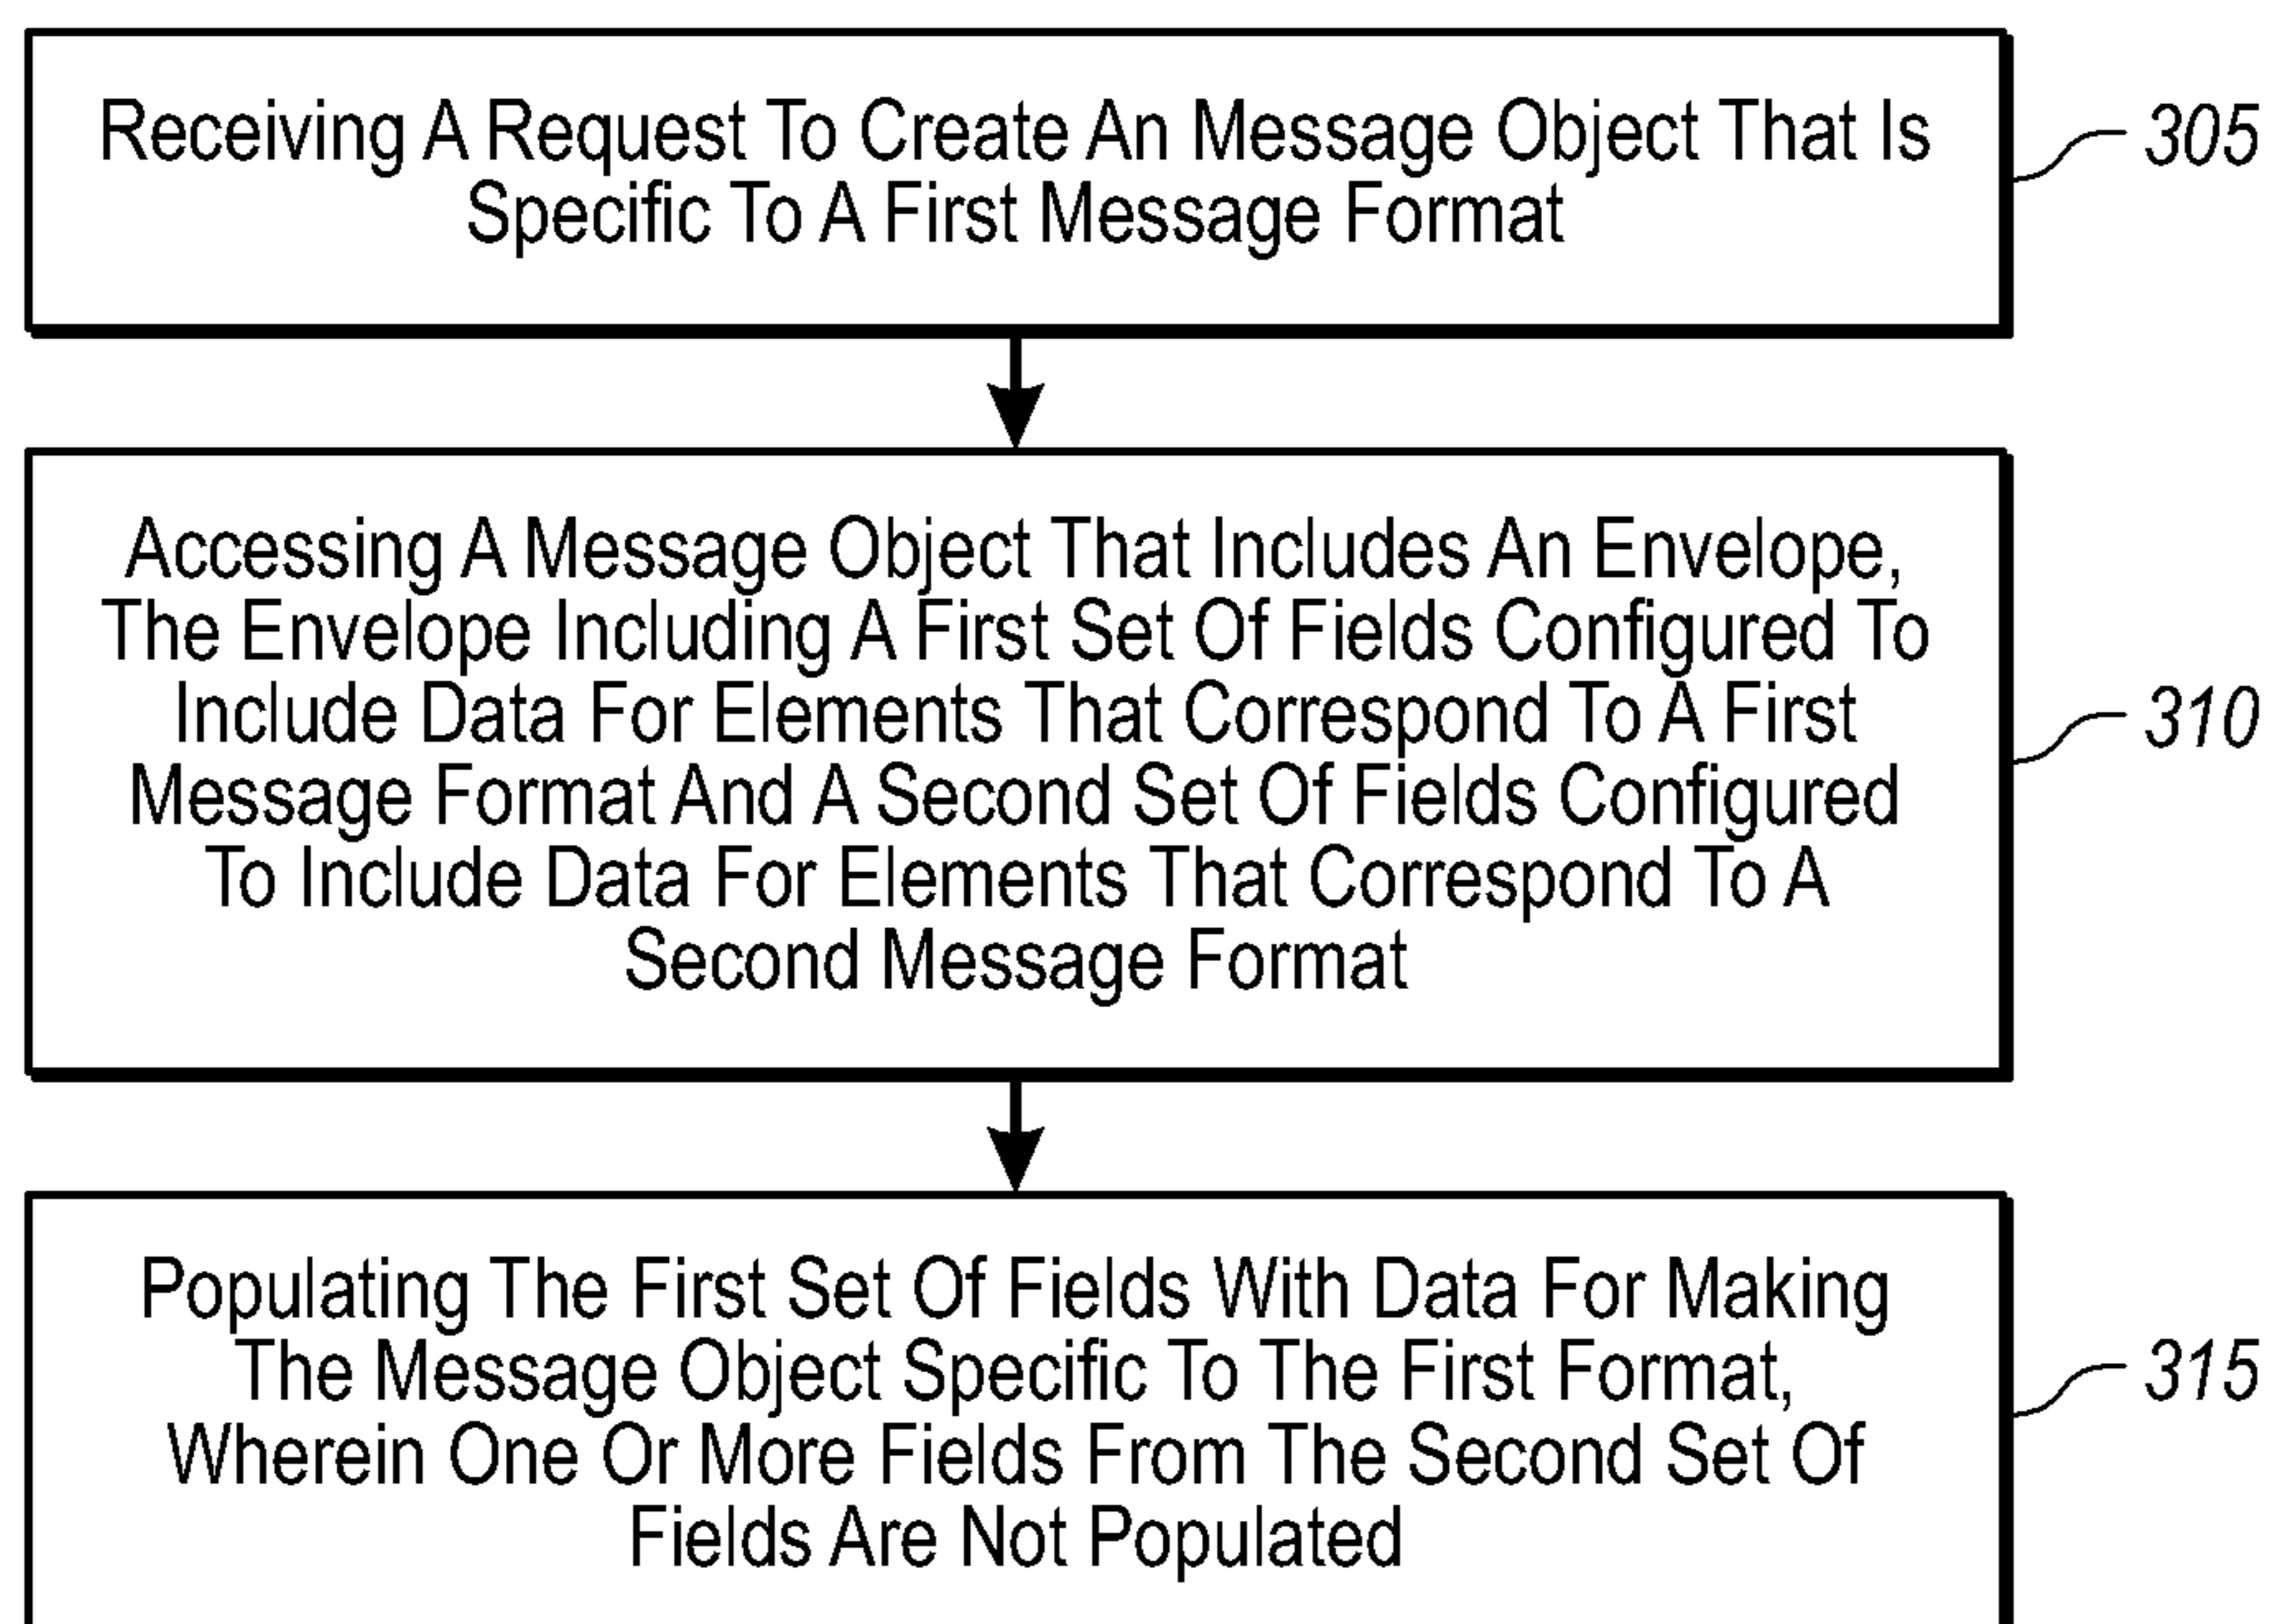 Receiving A Request To Create An Message Object That Is
Specific To A First Message Format
305
Accessing A Message Object That Includes An Envelope,
The Envelope Including A First Set Of Fields Configured To
Include Data For Elements That Correspond To A First
Message Format And A Second Set Of Fields Configured
To Include Data For Elements That Correspond To A
Second Message Format
310
Populating The First Set Of Fields With Data For Making
The Message Object Specific To The First Format,
Wherein One Or More Fields From The Second Set Of
Fields Are Not Populated
315